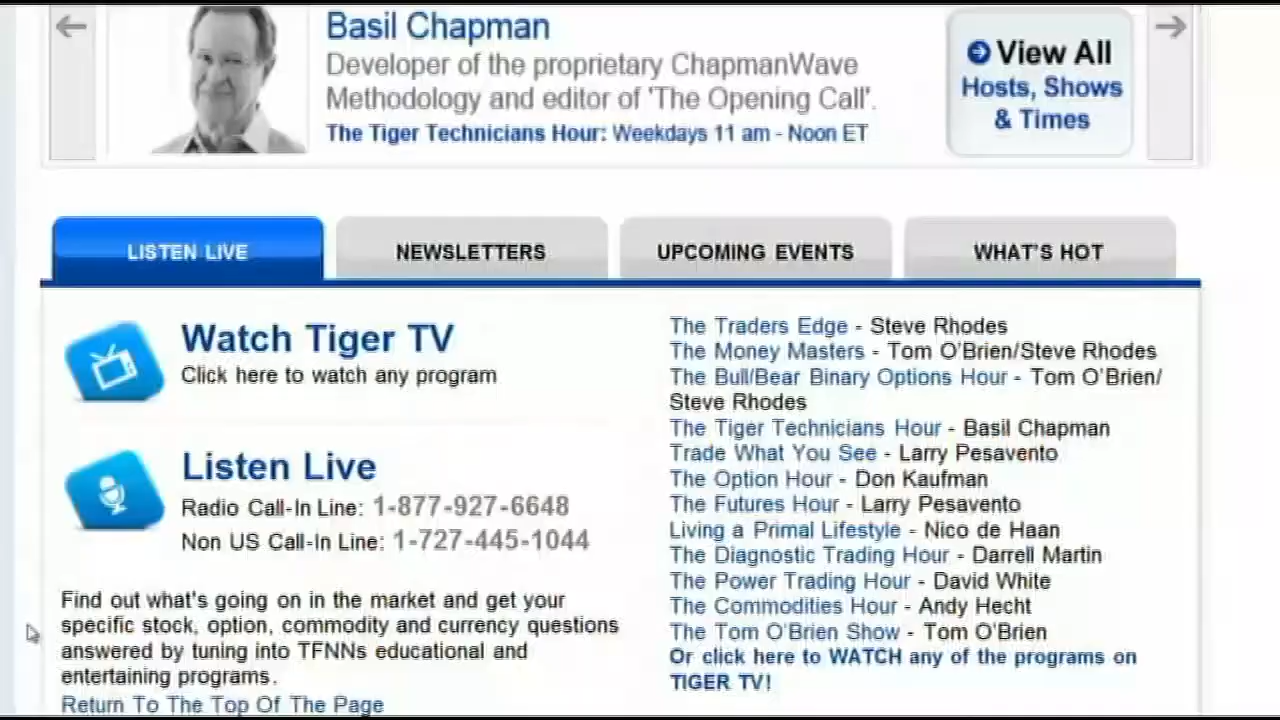 Basil Chapman
Developer of the proprietary ChapmanWave
Methodology and editor of 'The Opening Call'.
The Tiger Technicians Hour: Weekdays 11 am - Noon ET
View All
Hosts, Shows
& Times
LISTEN LIVE
NEWSLETTERS
UPCOMING EVENTS
WHAT'S HOT
Watch Tiger TV
Click here to watch any program
Listen Live
Radio Call-In Line: 1-877-927-6648
Non US Call-In Line: 1-727-445-1044
Find out what's going on in the market and get your
specific stock, option, commodity and currency questions
answered by tuning into TFNNs educational and
entertaining programs.
Return To The Top Of The Page
The Traders Edge - Steve Rhodes
The Money Masters - Tom O'Brien/Steve Rhodes
The Bull/Bear Binary Options Hour - Tom O'Brien/
Steve Rhodes
The Tiger Technicians Hour - Basil Chapman
Trade What You See - Larry Pesavento
The Option Hour - Don Kaufman
The Futures Hour - Larry Pesavento
Living a Primal Lifestyle - Nico de Haan
The Diagnostic Trading Hour - Darrell Martin
The Power Trading Hour - David White
The Commodities Hour - Andy Hecht
The Tom O'Brien Show - Tom O'Brien
Or click here to WATCH any of the programs on
TIGER TV!